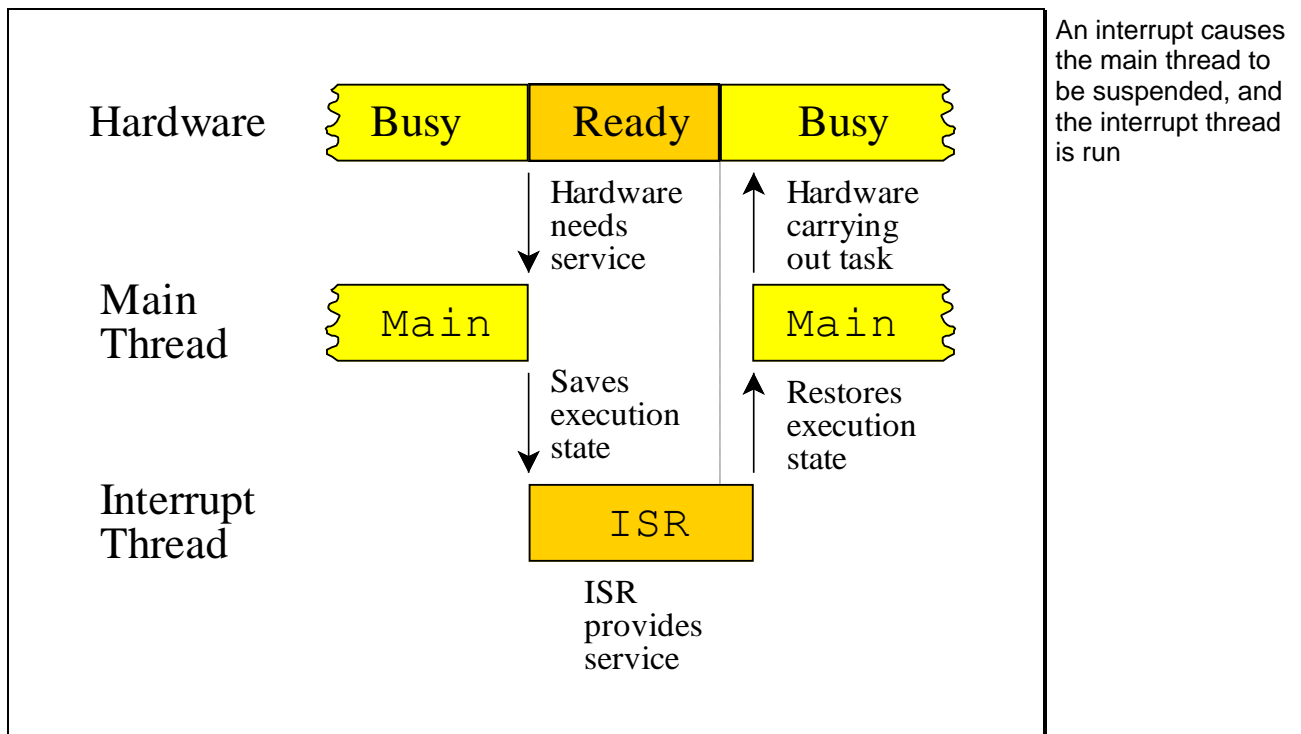 Hardware
Busy
Ready
Busy
Hardware
needs
service
Hardware
carrying
out task
Main
Thread
Main
Main
Saves
execution
state
Restores
execution
state
Interrupt
Thread
ISR
ISR
provides
service
An interrupt causes
the main thread to
be suspended, and
the interrupt thread
is run